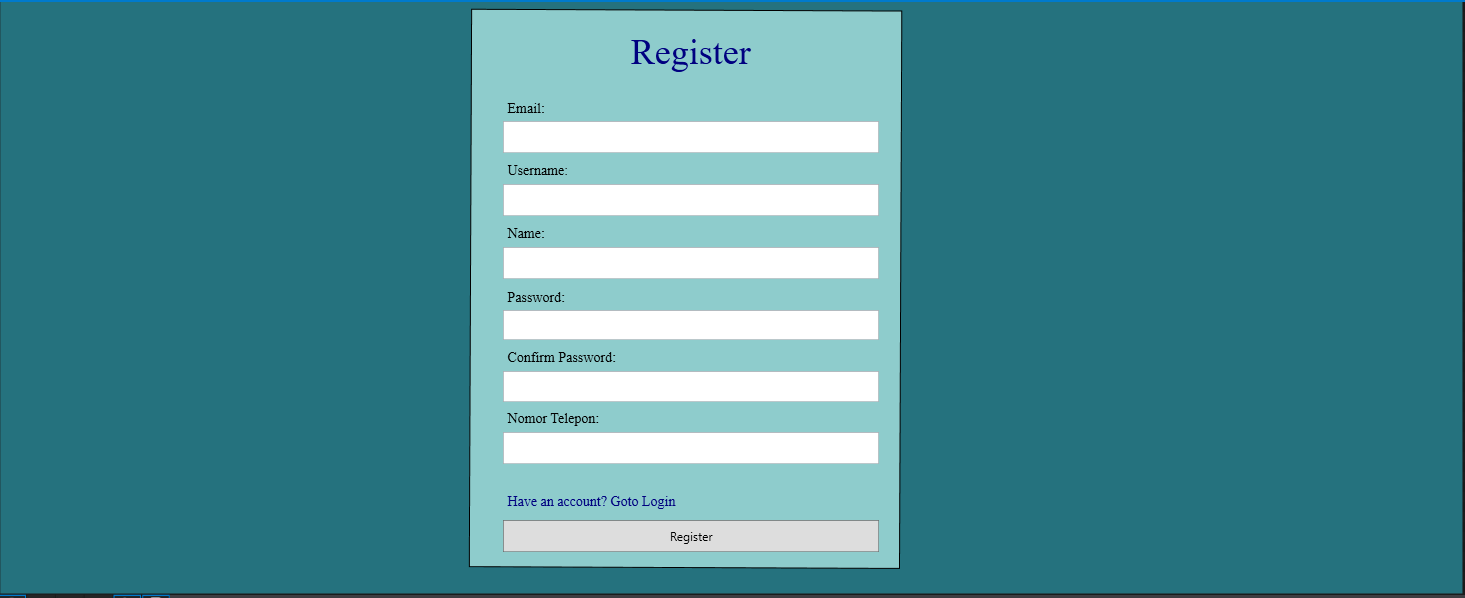 Register
Email:
Username:
Name:
Password:
Confirm Password:
Nomor Telepon:
Have an account? Goto Login
Register